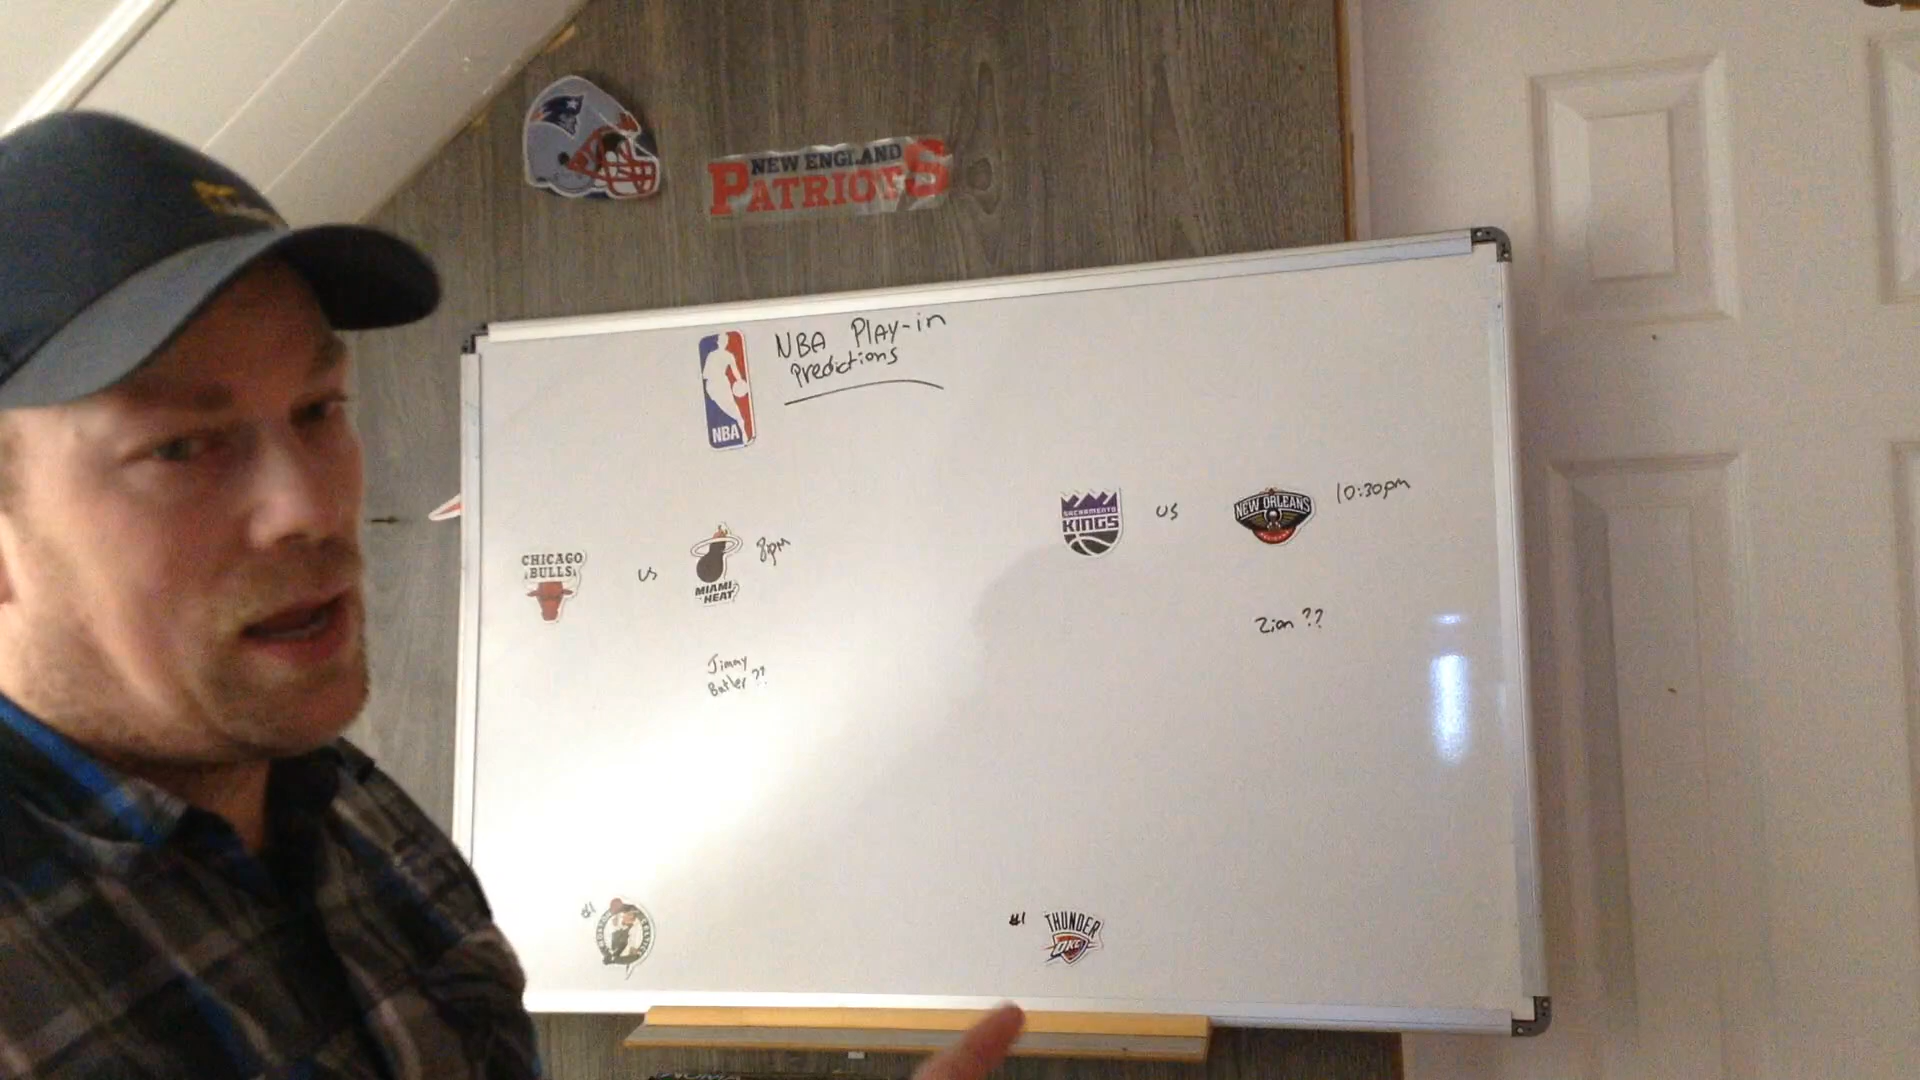 NEW ENGLAND
PATRIOTS
NBA Play-in
Predictions
NBA
SACRAMENTO
KINGS
vs
NEW ORLEANS
PELICANS
10:30pm
CHICAGO
BULLS
vs
MIAMI
HEAT
8pm
Zion ??
Jimmy
Butler ??
#1
#1
THUNDER
OKC